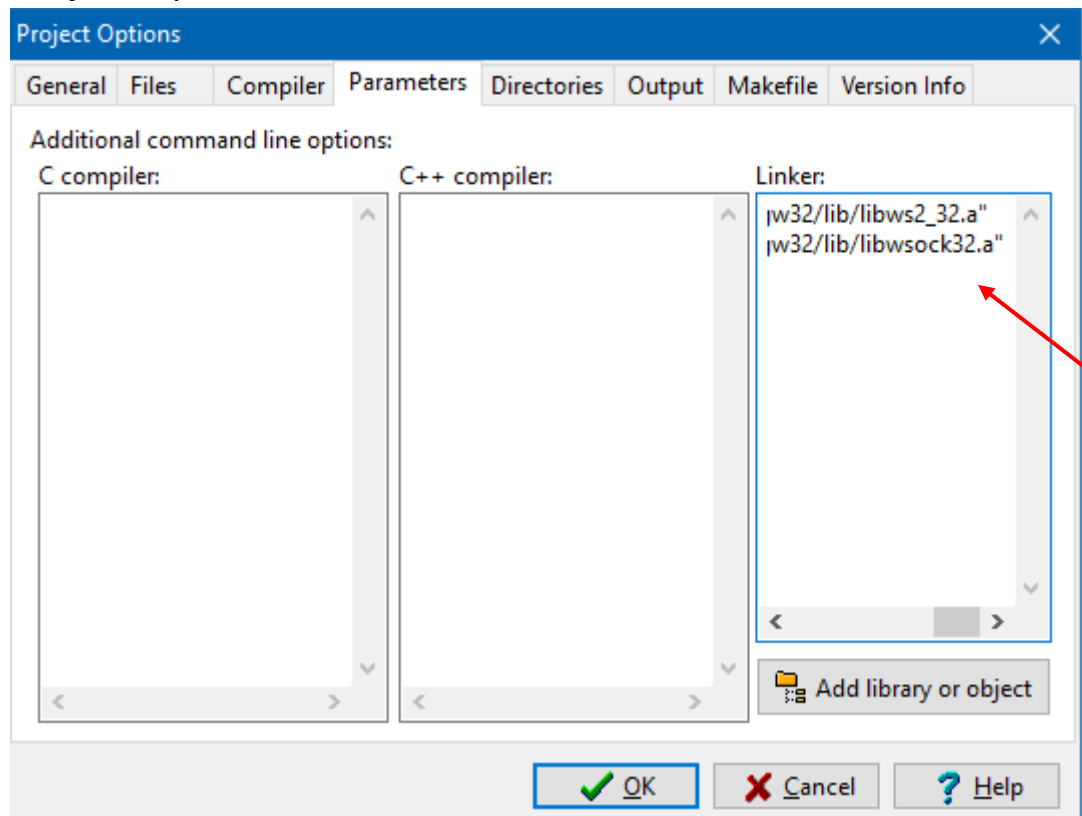 Project Options
General Files Compiler Parameters Directories Output Makefile Version Info
Additional command line options:
C compiler: C++ compiler: Linker:
w32/lib/libws2_32.a"
w32/lib/libwsock32.a"
Add library or object
OK Cancel Help